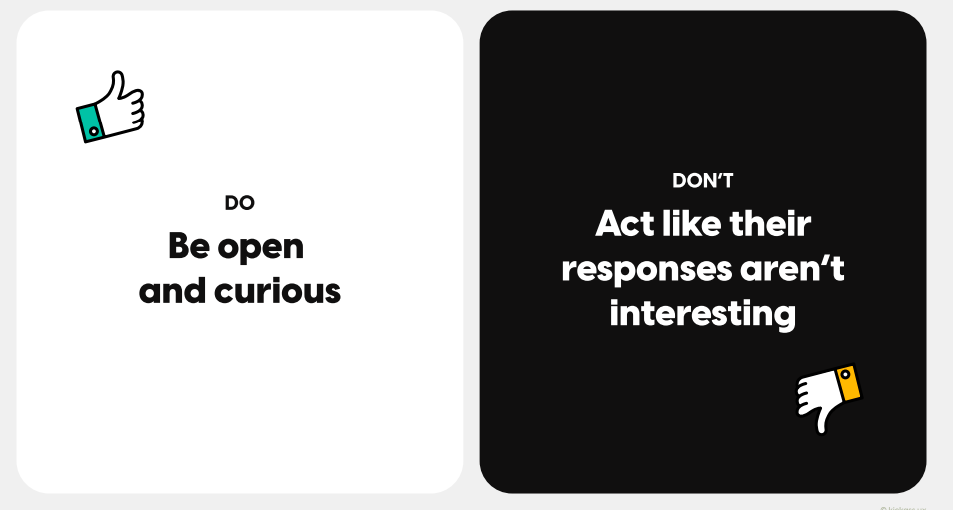 DO
Be open
and curious
DON’T
Act like their
responses aren’t
interesting